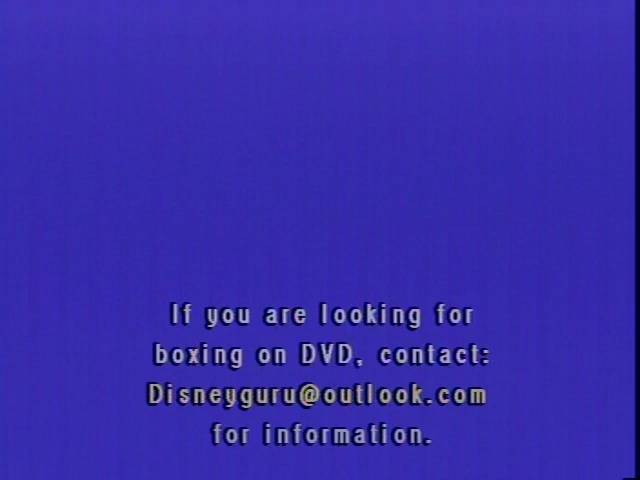 If you are looking for
boxing on DVD, contact:
Disneyguru@outlook.com
for information.